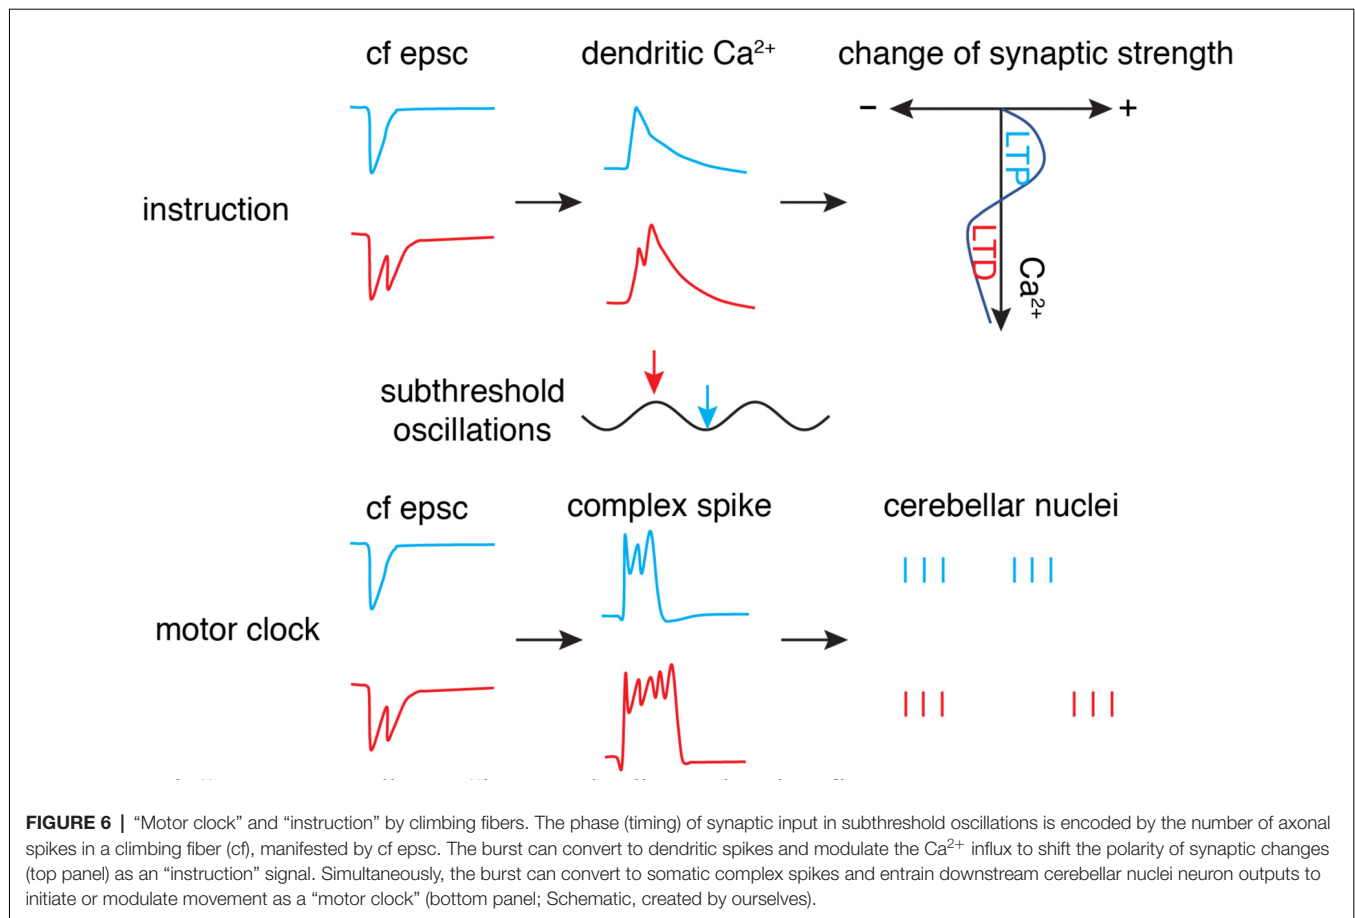 cf epsc
dendritic Ca2+
change of synaptic strength
−
+
LTP
instruction
LTD
Ca2+
subthreshold
oscillations
cf epsc
complex spike
cerebellar nuclei
motor clock
FIGURE 6 | “Motor clock” and “instruction” by climbing fibers. The phase (timing) of synaptic input in subthreshold oscillations is encoded by the number of axonal
spikes in a climbing fiber (cf), manifested by cf epsc. The burst can convert to dendritic spikes and modulate the Ca2+ influx to shift the polarity of synaptic changes
(top panel) as an “instruction” signal. Simultaneously, the burst can convert to somatic complex spikes and entrain downstream cerebellar nuclei neuron outputs to
initiate or modulate movement as a “motor clock” (bottom panel; Schematic, created by ourselves).